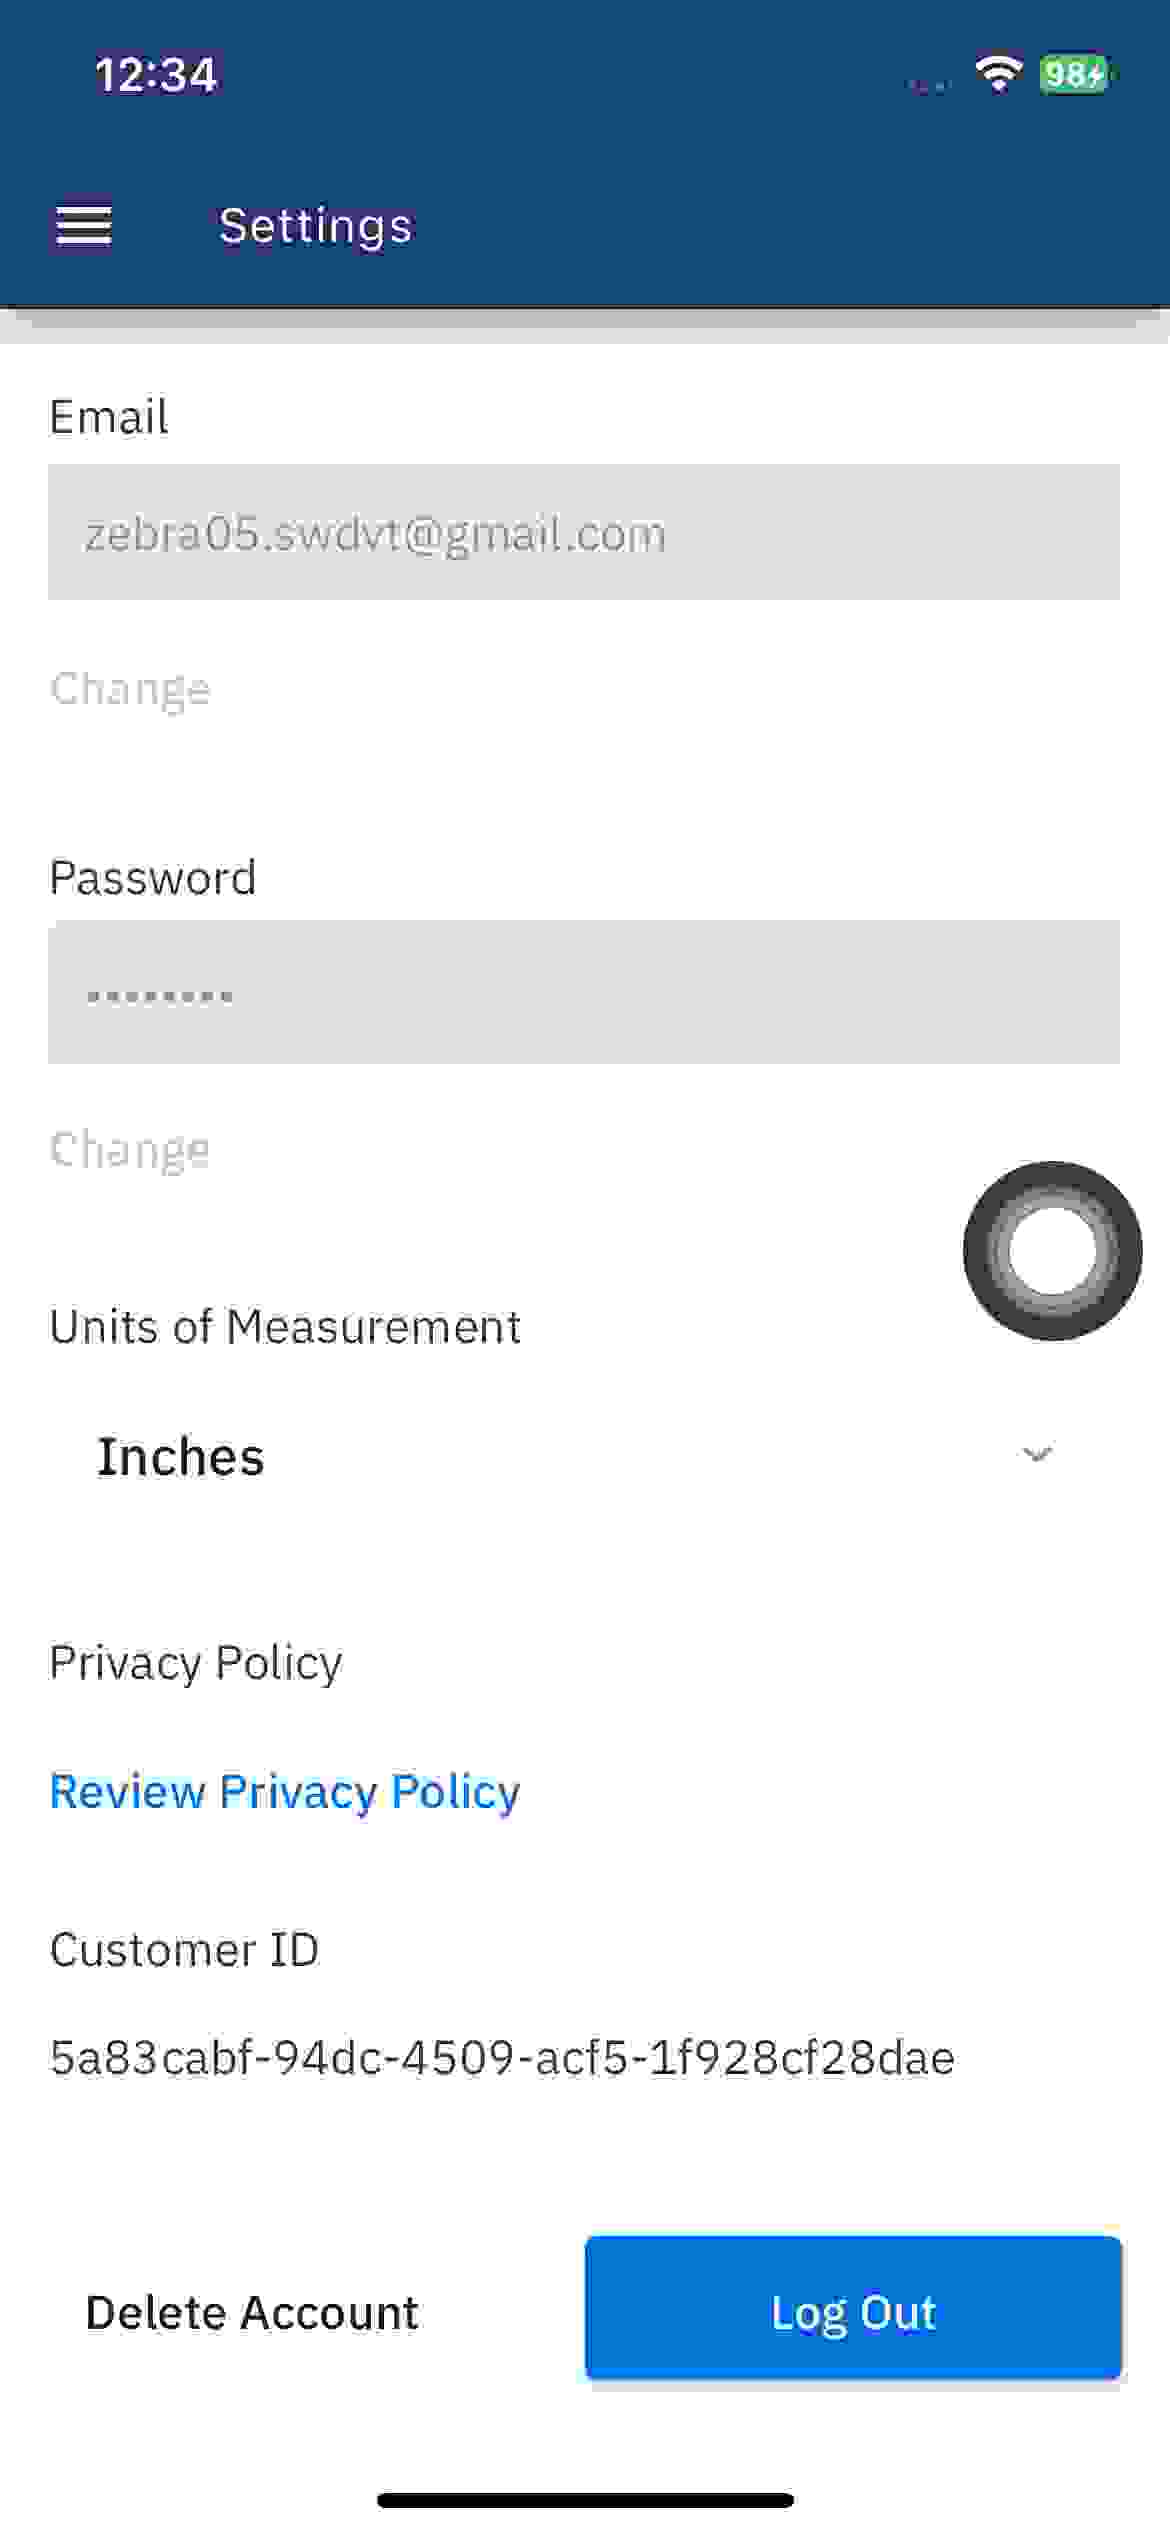 12:34
98
Settings
Email
zebra05.swdvt@gmail.com
Change
Password
••••••••
Change
Units of Measurement
Inches
Privacy Policy
Review Privacy Policy
Customer ID
5a83cabf-94dc-4509-acf5-1f928cf28dae
Delete Account
Log Out